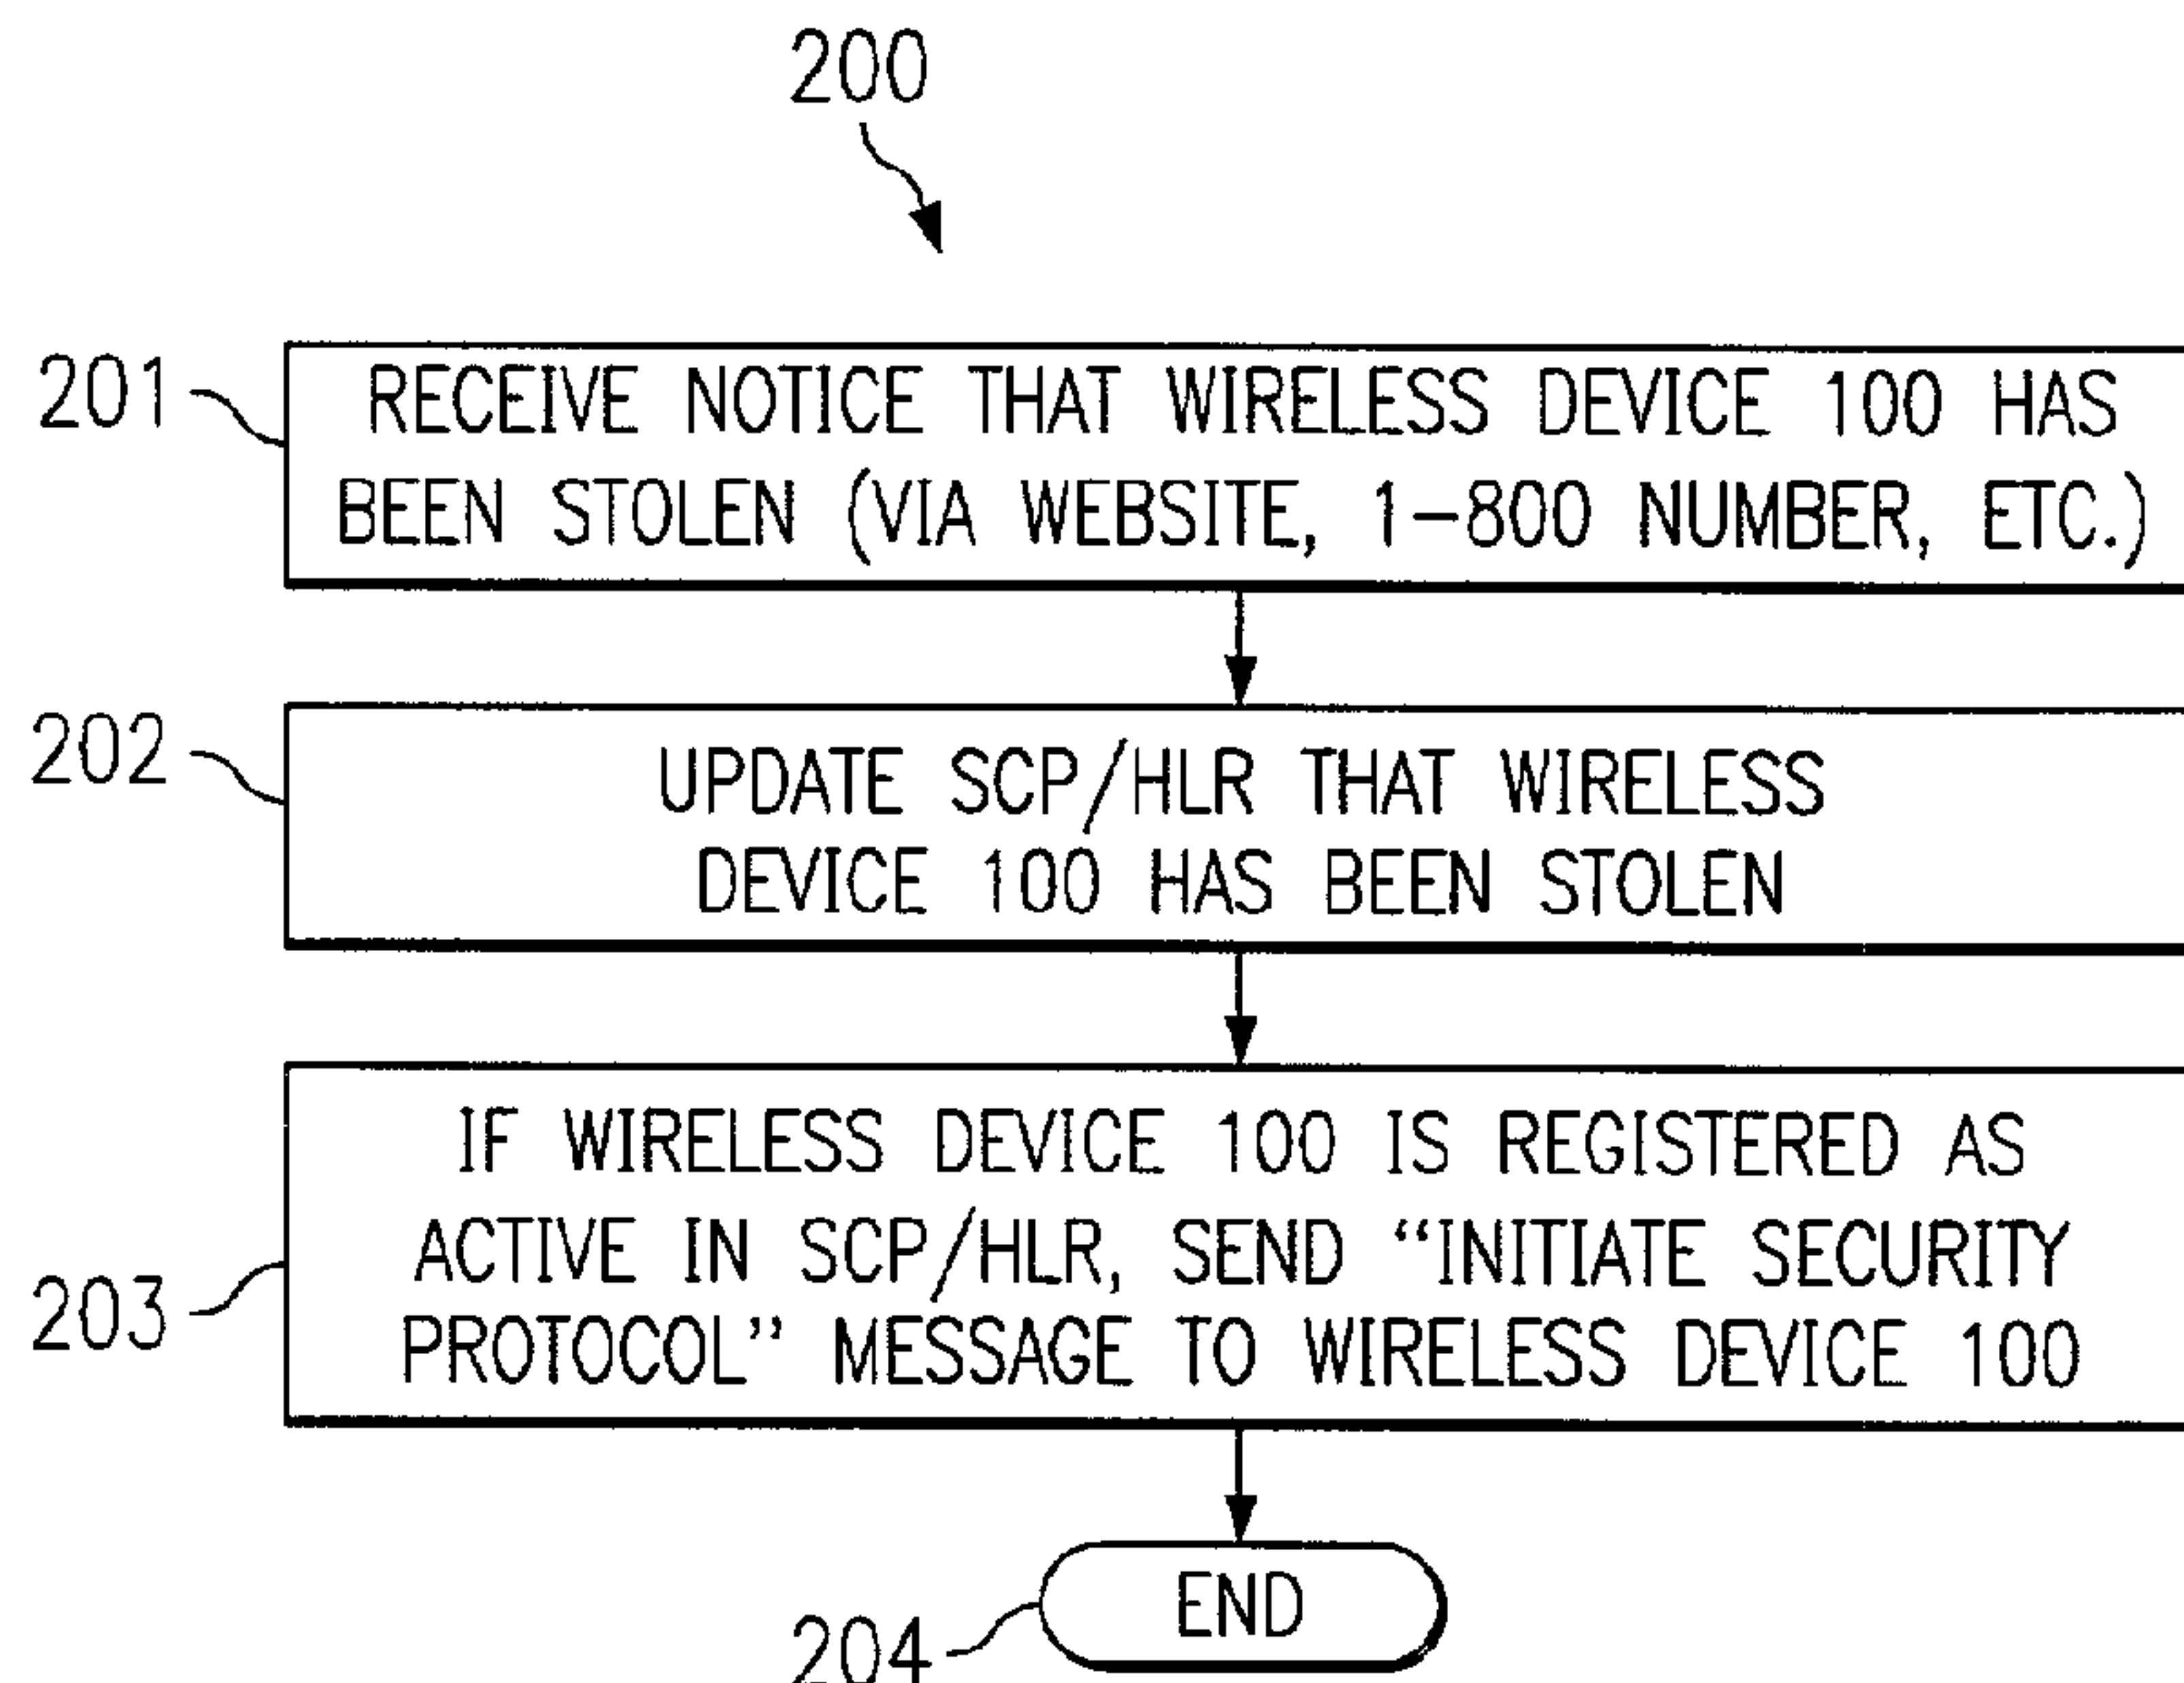 200
201
RECEIVE NOTICE THAT WIRELESS DEVICE 100 HAS
BEEN STOLEN (VIA WEBSITE, 1-800 NUMBER, ETC.)
202
UPDATE SCP/HLR THAT WIRELESS
DEVICE 100 HAS BEEN STOLEN
IF WIRELESS DEVICE 100 IS REGISTERED AS
ACTIVE IN SCP/HLR, SEND “INITIATE SECURITY
203
PROTOCOL” MESSAGE TO WIRELESS DEVICE 100
END
204